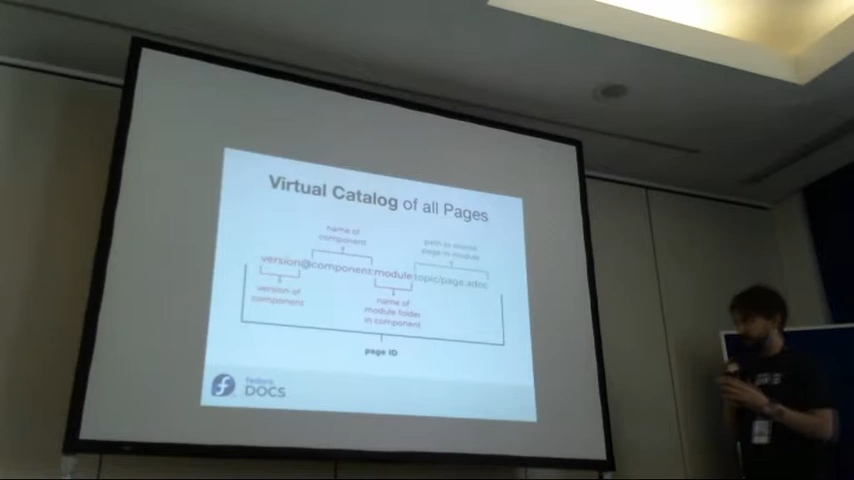 Virtual Catalog of all Pages
name of
component
path to source
page in module
version@component:module:topic/page.adoc
version of
component
name of
module folder
in component
page ID
fedora
DOCS